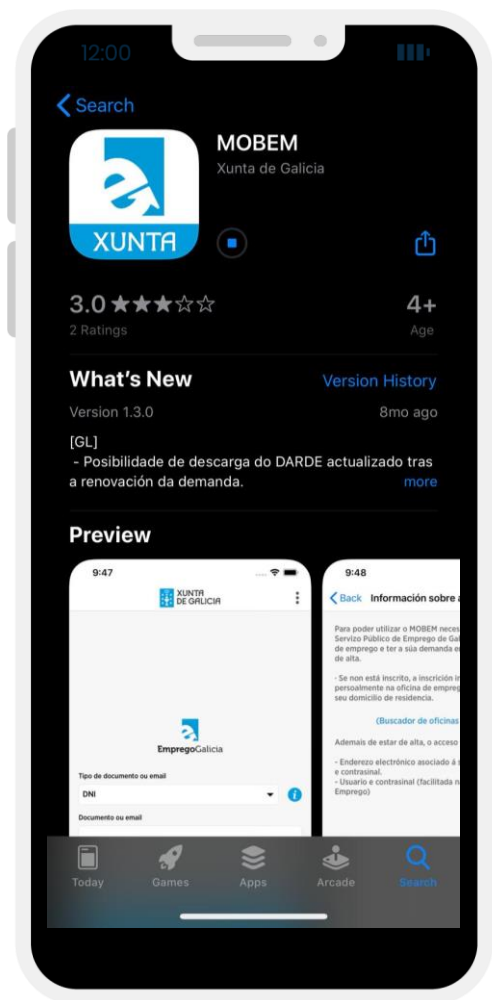 12:00
Search
MOBEM
Xunta de Galicia
XUNTA
3.0
4+
2 Ratings
Age
What's New
Version History
Version 1.3.0
8mo ago
[GL]
- Posibilidade de descarga do DARDE actualizado tras
a renovación da demanda.
more
Preview
9:47
XUNTA
DE GALICIA
EmpregoGalicia
Tipo de documento ou email
DNI
Documento ou email
9:48
Back
Información sobre
Para poder utilizar o MOBEM
Servizo Público de Emprego de
de emprego e ter a súa demanda
de alta.
- Se non está inscrito, a inscrición
persoalmente na oficina de
seu domicilio de residencia.
(Buscador de oficinas
Ademais de estar de alta, o acceso
- Enderezo electrónico asociado á
e contrasinal.
- Usuario e contrasinal (facilitada
Emprego)
Today
Games
Apps
Arcade
Search